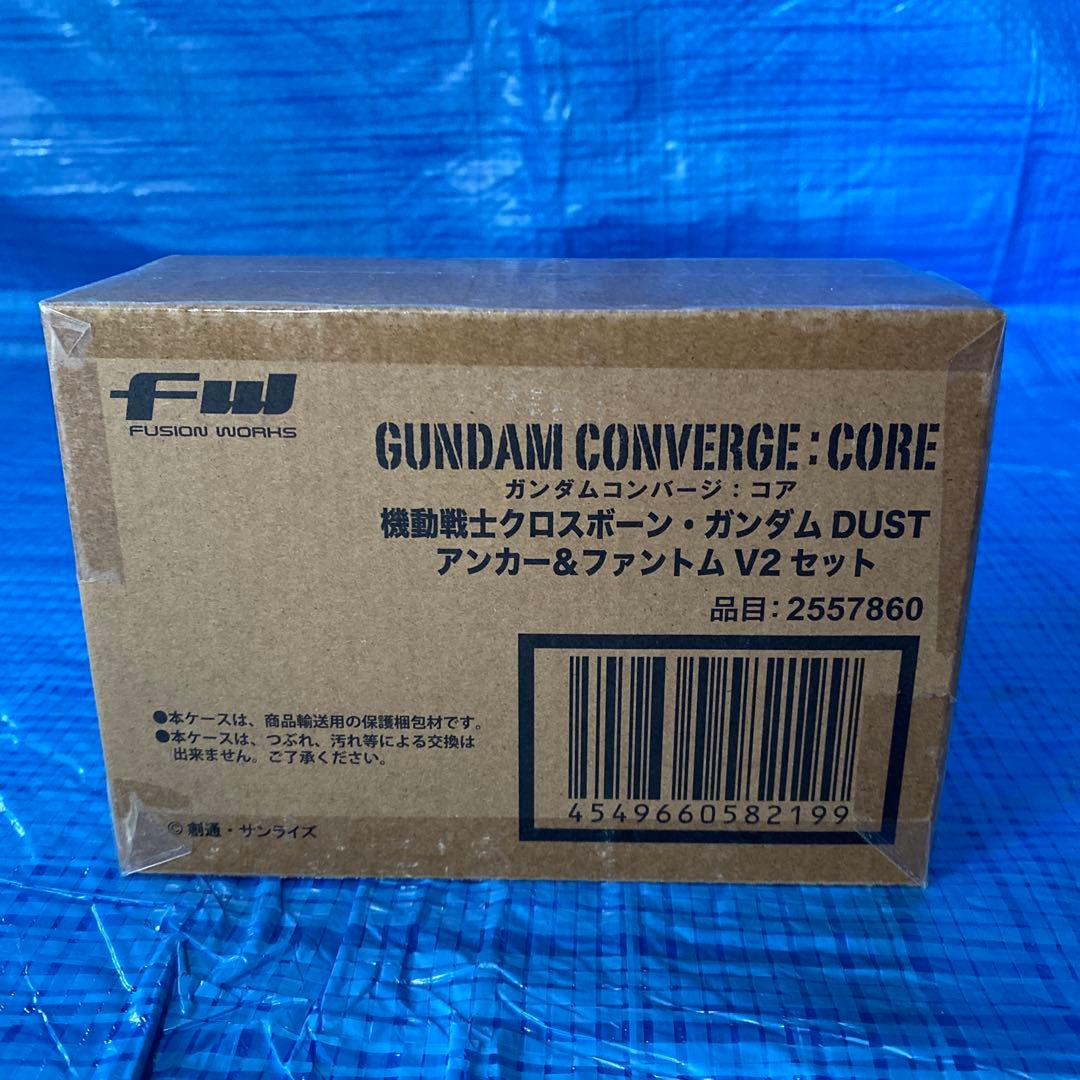 FW
FUSION WORKS
GUNDAM CONVERGE:CORE
ガンダムコンバージ：コア
機動戦士クロスボーン・ガンダム DUST
アンカー&ファントム V2 セット
品目：2557860
●本ケースは、商品輸送用の保護梱包材です。
●本ケースは、つぶれ、汚れ等による交換は
出来ません。ご了承ください。
4549660582199
©創通・サンライズ